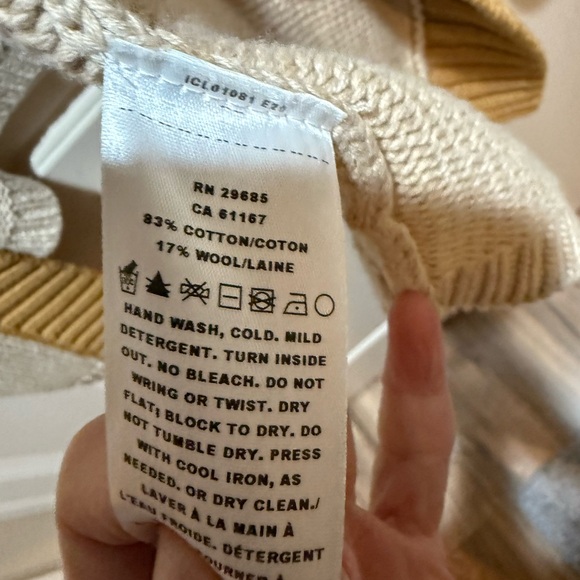 RN 29685
CA 61167
83% COTTON/COTON
17% WOOL/LAINE
HAND WASH, COLD. MILD
DETERGENT. TURN INSIDE
OUT. NO BLEACH. DO NOT
WRING OR TWIST. DRY
FLAT; BLOCK TO DRY. DO
NOT TUMBLE DRY. PRESS
WITH COOL IRON, AS
NEEDED. OR DRY CLEAN./
LAVER À LA MAIN À
L'EAU FROIDE. DÉTERGENT